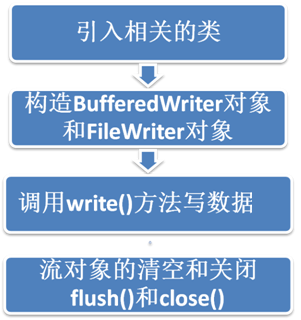 引入相关的类
构造BufferedWriter对象
和FileWriter对象
调用write()方法写数据
流对象的清空和关闭
flush()和close()